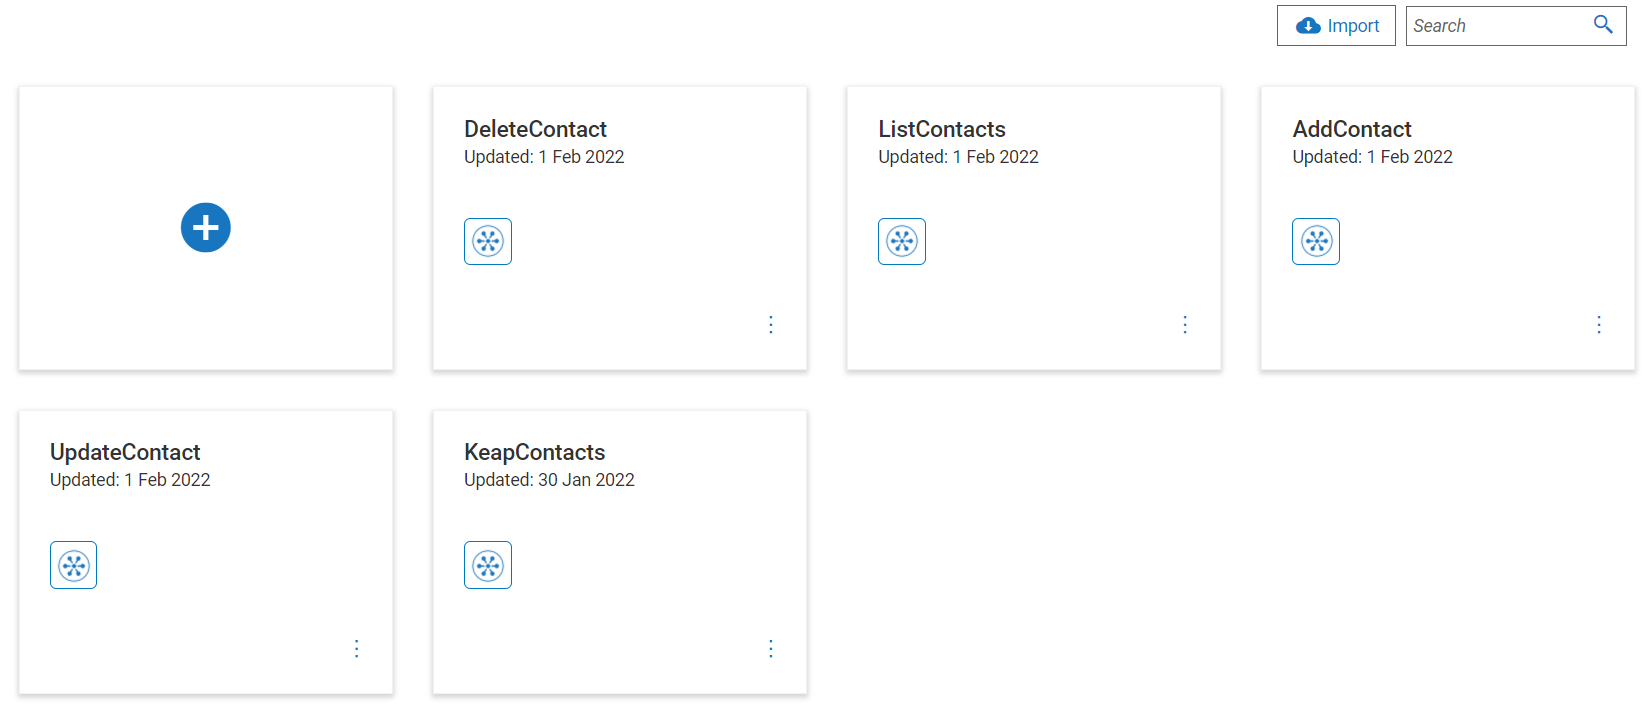 Import
Search
DeleteContact
Updated: 1 Feb 2022
ListContacts
Updated: 1 Feb 2022
AddContact
Updated: 1 Feb 2022
UpdateContact
Updated: 1 Feb 2022
KeapContacts
Updated: 30 Jan 2022